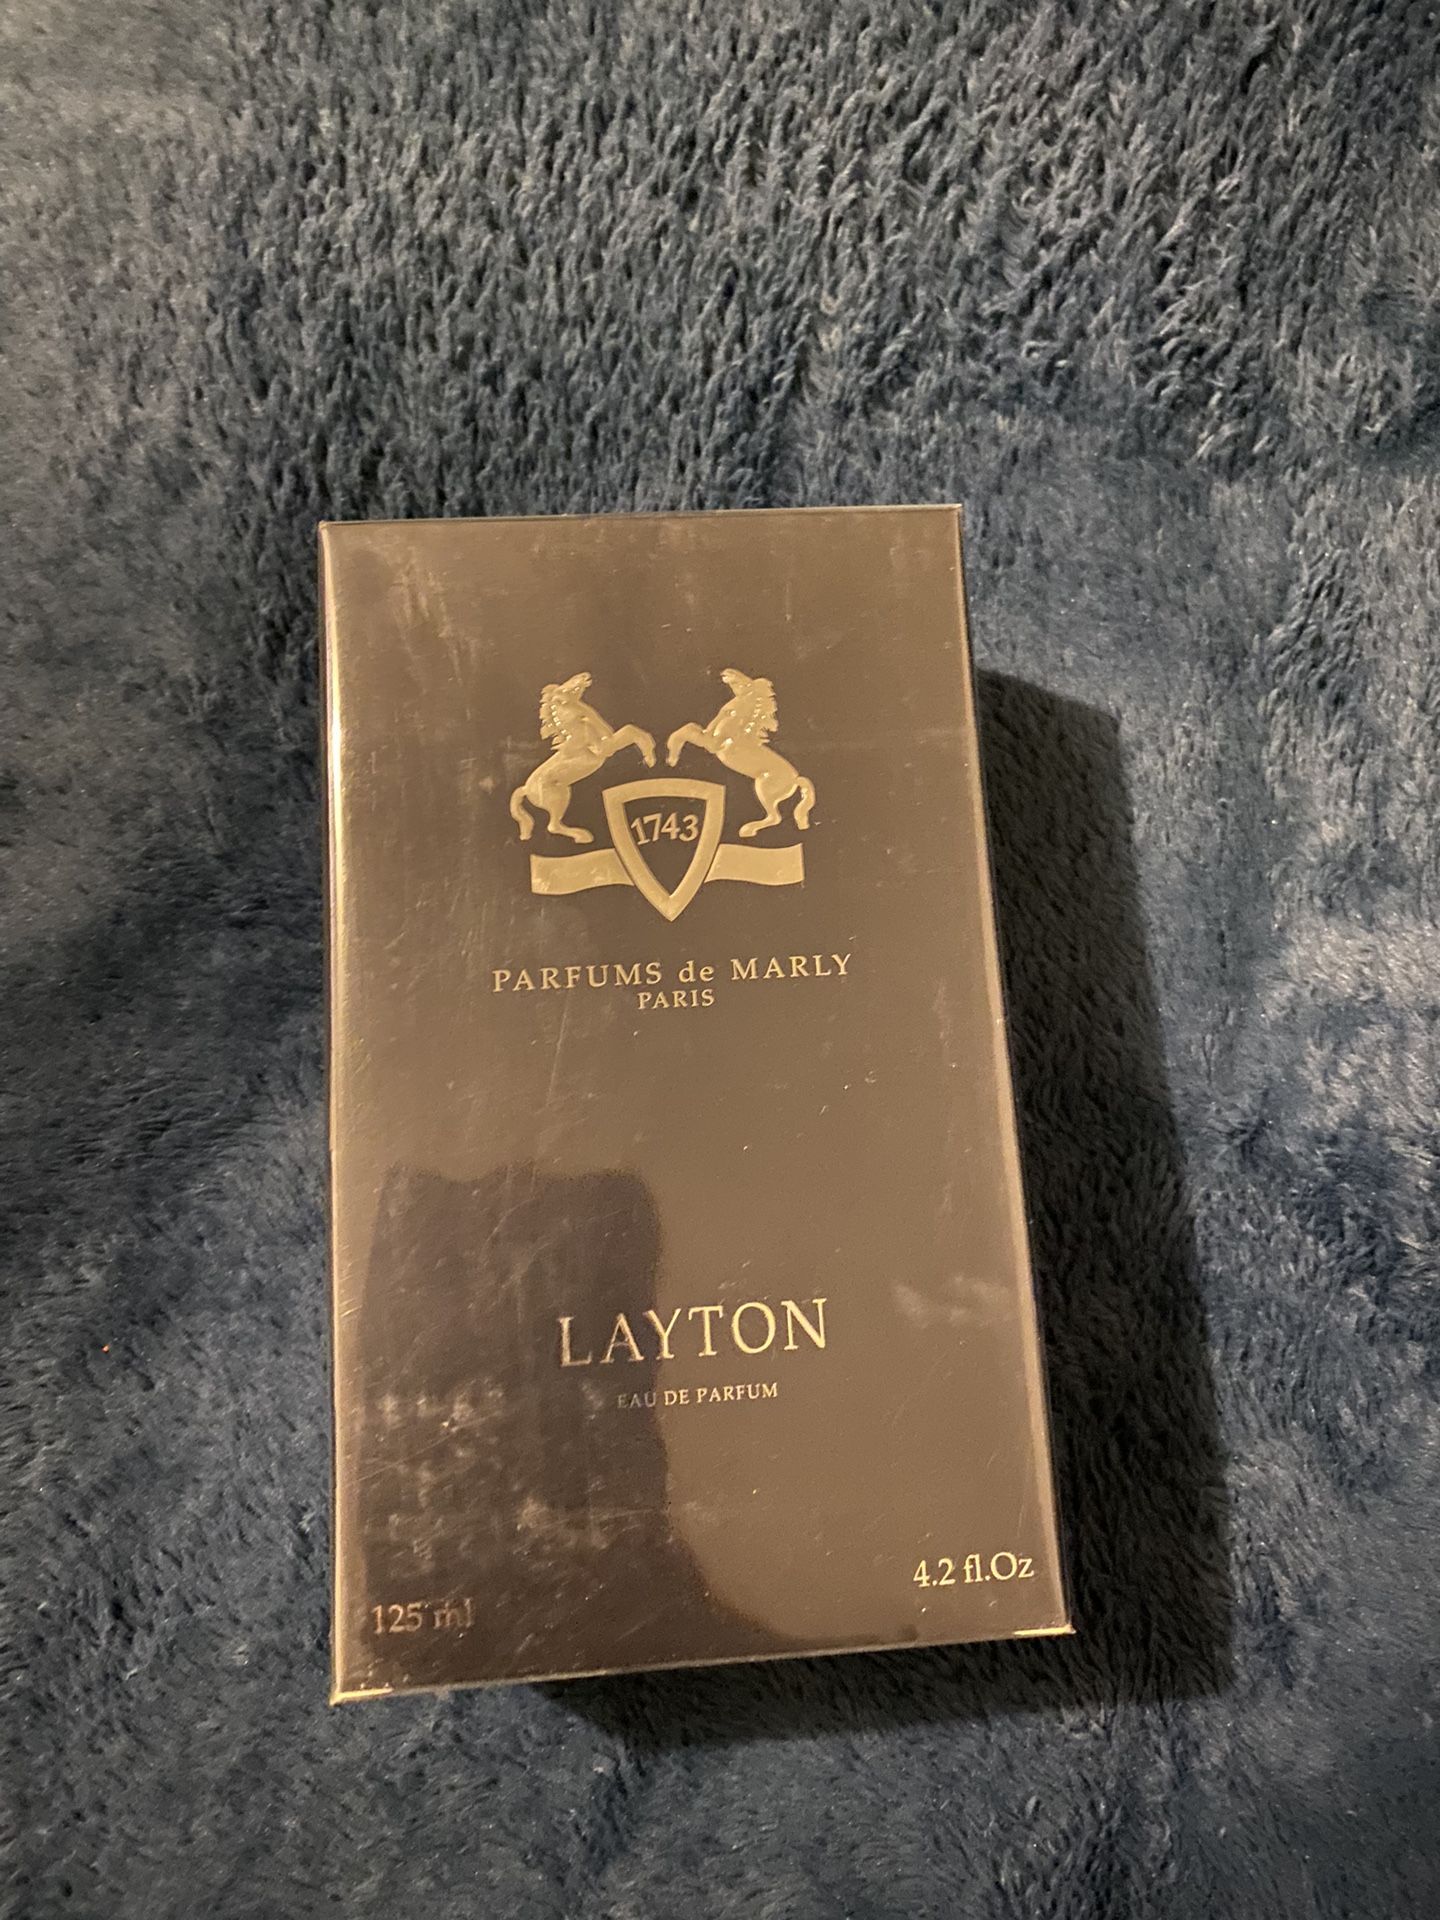 1743
PARFUMS de MARLY
PARIS
LAYTON
EAU DE PARFUM
4.2 fl.Oz
125 ml